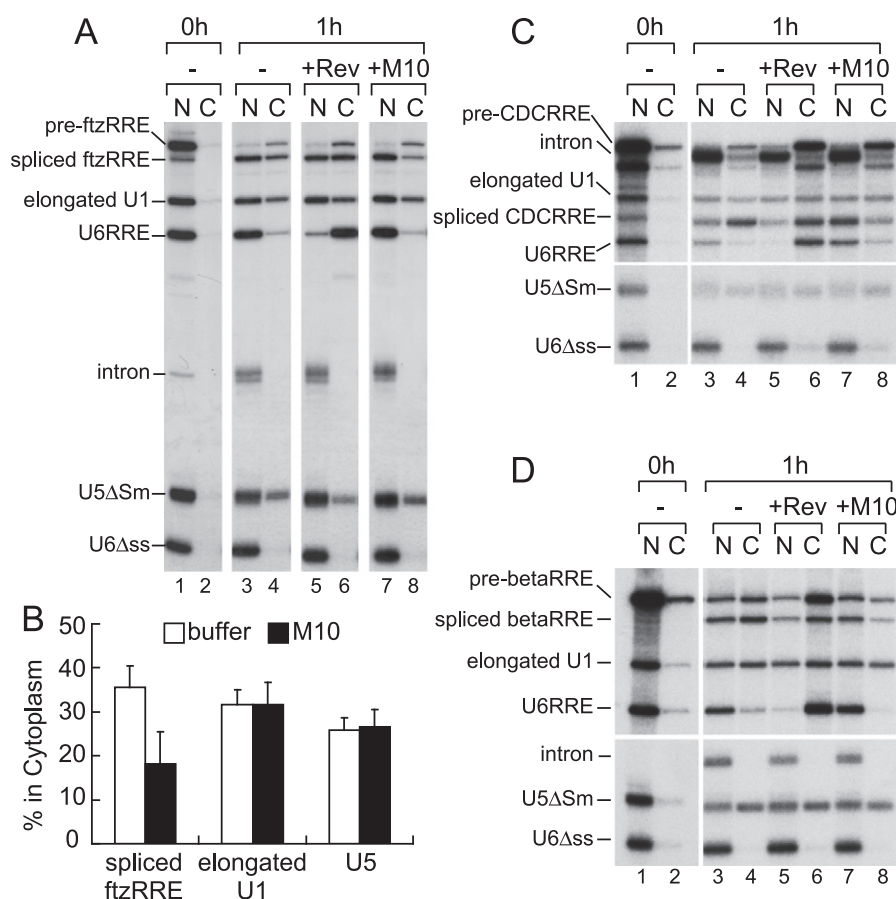 A
0h 1h
- - +Rev +M10
N C N C N C N C
pre-ftzRRE
spliced ftzRRE
elongated U1
U6RRE
intron
U5ΔSm
U6Δss
1 2 3 4 5 6 7 8
B
50
40
30
20
10
0
% in Cytoplasm
buffer M10
spliced ftzRRE
elongated U1
U5
C
0h 1h
- - +Rev +M10
N C N C N C N C
pre-CDCRRE
intron
elongated U1
spliced CDCRRE
U6RRE
U5ΔSm
U6Δss
1 2 3 4 5 6 7 8
D
0h 1h
- - +Rev +M10
N C N C N C N C
pre-betaRRE
spliced betaRRE
elongated U1
U6RRE
intron
U5ΔSm
U6Δss
1 2 3 4 5 6 7 8